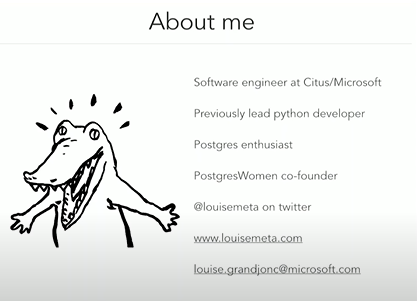 About me
Software engineer at Citus/Microsoft
Previously lead python developer
Postgres enthusiast
PostgresWomen co-founder
@louisemeta on twitter
www.louisemeta.com
louise.grandjonc@microsoft.com